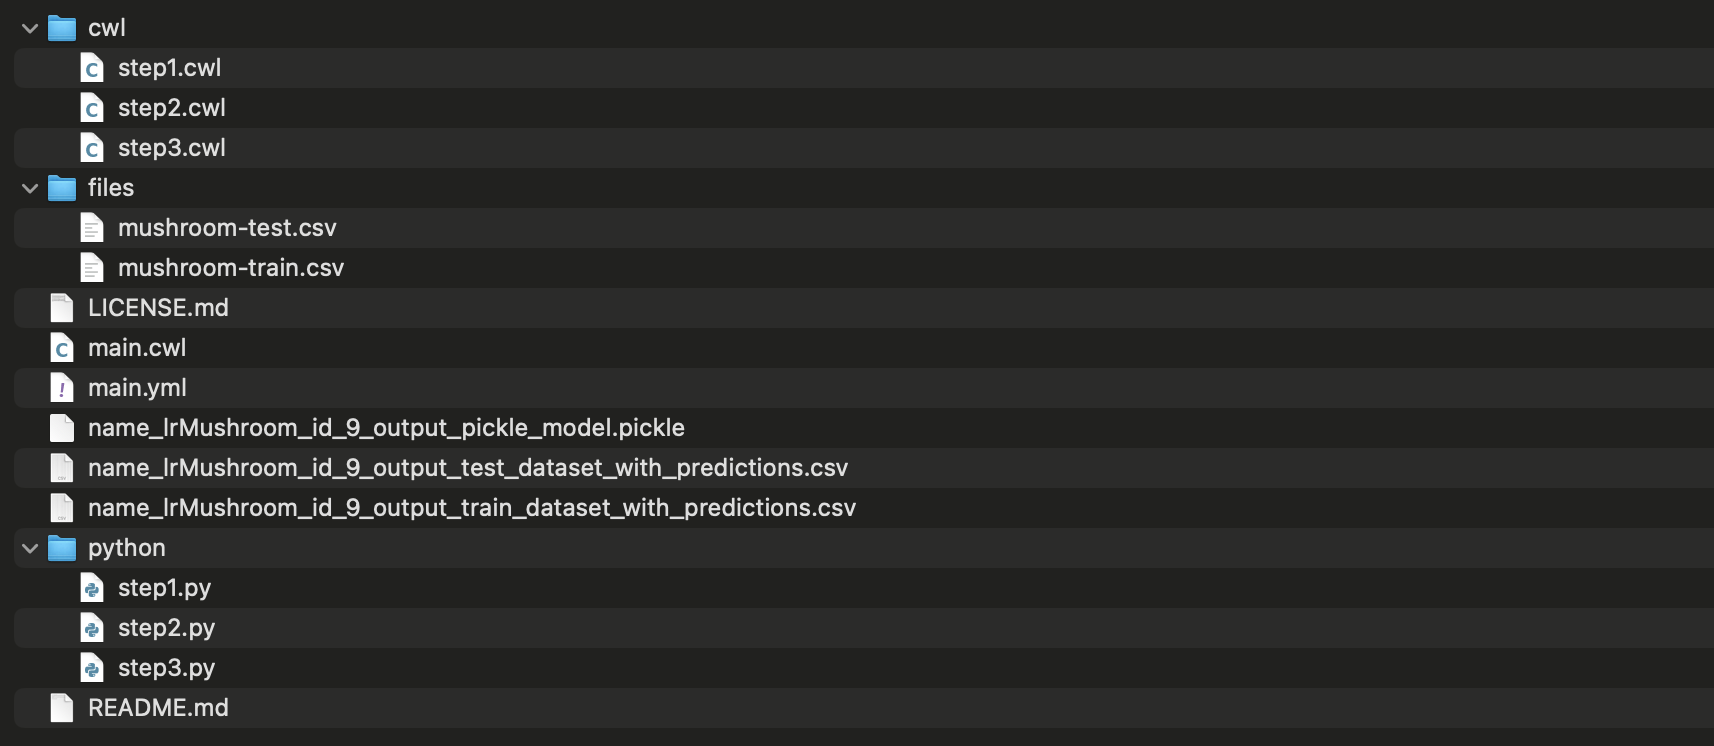 cwl
step1.cwl
step2.cwl
step3.cwl
files
mushroom-test.csv
mushroom-train.csv
LICENSE.md
main.cwl
main.yml
name_lrMushroom_id_9_output_pickle_model.pickle
name_lrMushroom_id_9_output_test_dataset_with_predictions.csv
name_lrMushroom_id_9_output_train_dataset_with_predictions.csv
python
step1.py
step2.py
step3.py
README.md